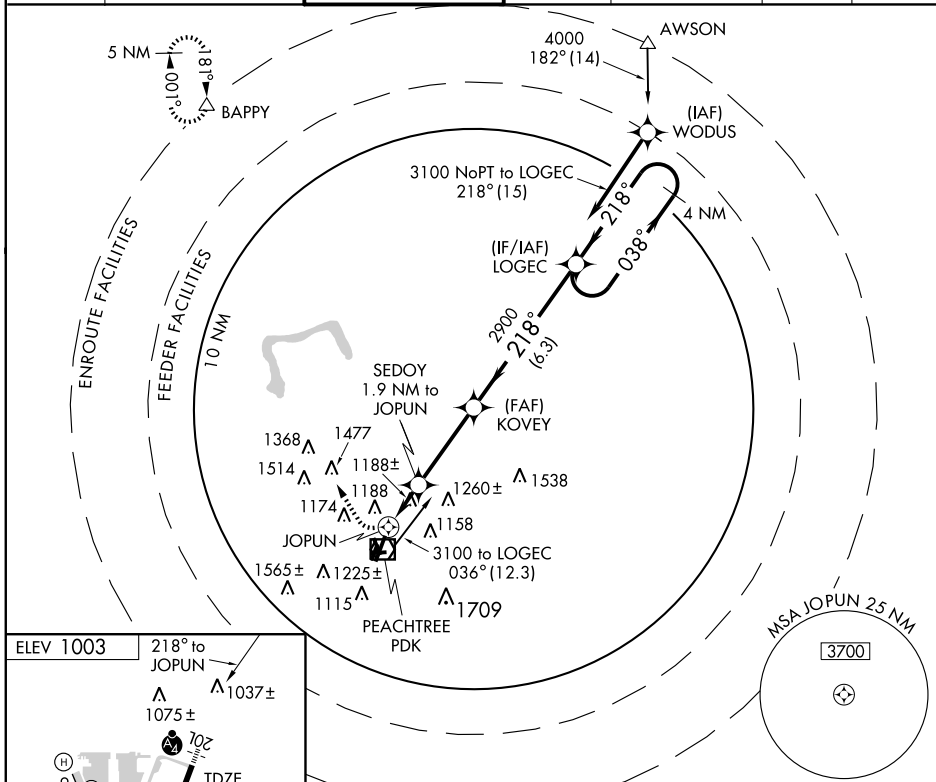 5 NM
181°
001°
BAPPY
4000
182° (14)
AWSON
(IAF)
WODUS
3100 NoPT to LOGEC
218° (15)
218°
4 NM
038°
(IF/IAF)
LOGEC
ENROUTE FACILITIES
FEEDER FACILITIES
10 NM
2900
218°
(6.3)
SEDOY
1.9 NM to
JOPUN
(FAF)
KOVEY
1368
1477
1514
1188±
1188
1260±
1538
1174
1158
JOPUN
3100 to LOGEC
036° (12.3)
1565±
1225±
1115
1709
PEACHTREE
PDK
MSA JOPUN 25 NM
3700
ELEV 1003
218° to
JOPUN
1037±
1075±
A4
20L
H
TDZE